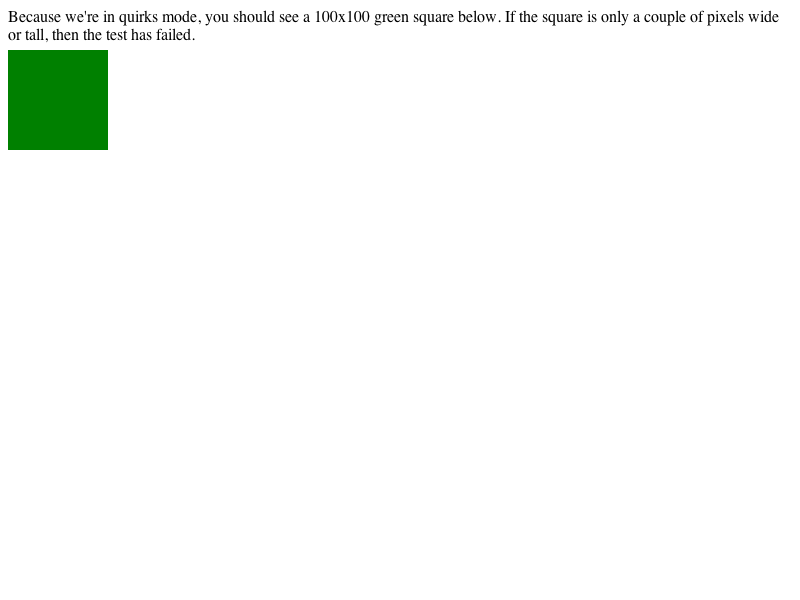 Because we're in quirks mode, you should see a 100x100 green square below. If the square is only a couple of pixels wide
or tall, then the test has failed.